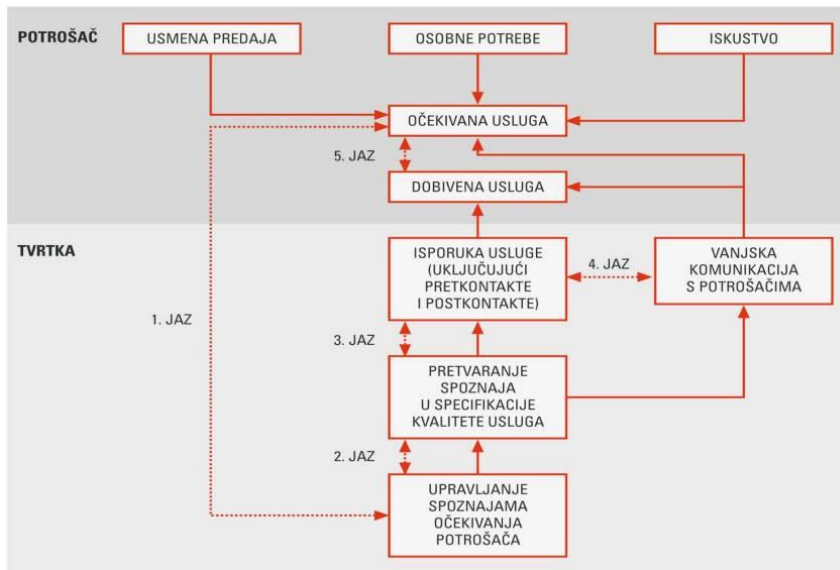 POTROŠAČ
USMENA PREDAJA
OSOBNE POTREBE
ISKUSTVO
OČEKIVANA USLUGA
5. JAZ
DOBIVENA USLUGA
TVRTKA
ISPORUKA USLUGE
(UKLJUČUJUĆI
PRETKONTAKTE
I POSTKONTAKTE)
4. JAZ
VANJSKA
KOMUNIKACIJA
S POTROŠAČIMA
1. JAZ
3. JAZ
PRETVARANJE
SPOZNAJA
U SPECIFIKACIJE
KVALITETE USLUGA
2. JAZ
UPRAVLJANJE
SPOZNAJAMA
OČEKIVANJA
POTROŠAČA